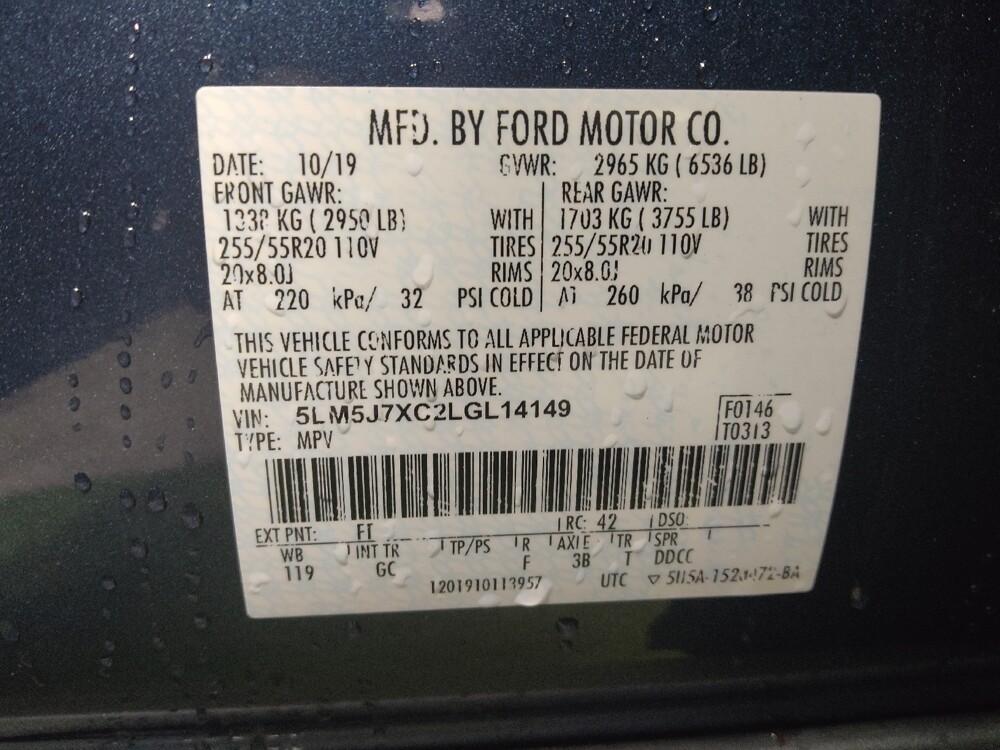 MFD. BY FORD MOTOR CO.
DATE: 10/19 GVWR: 2965 KG ( 6536 LB)
FRONT GAWR: REAR GAWR:
1338 KG ( 2950 LB) WITH 1703 KG ( 3755 LB) WITH
255/55R20 110V TIRES 255/55R20 110V TIRES
20x8.0J RIMS 20x8.0J RIMS
AT 220 kPa/ 32 PSI COLD AT 260 kPa/ 38 PSI COLD
THIS VEHICLE CONFORMS TO ALL APPLICABLE FEDERAL MOTOR
VEHICLE SAFETY STANDARDS IN EFFECT ON THE DATE OF
MANUFACTURE SHOWN ABOVE.
VIN: 5LM5J7XC2LGL14149 F0146
TYPE: MPV T0313
EXT PNT: FT RC: 42 DSO:
WB INT TR TP/PS R AXLE TR SPR
119 GC F 3B T DDCC
1201910113957 UTC